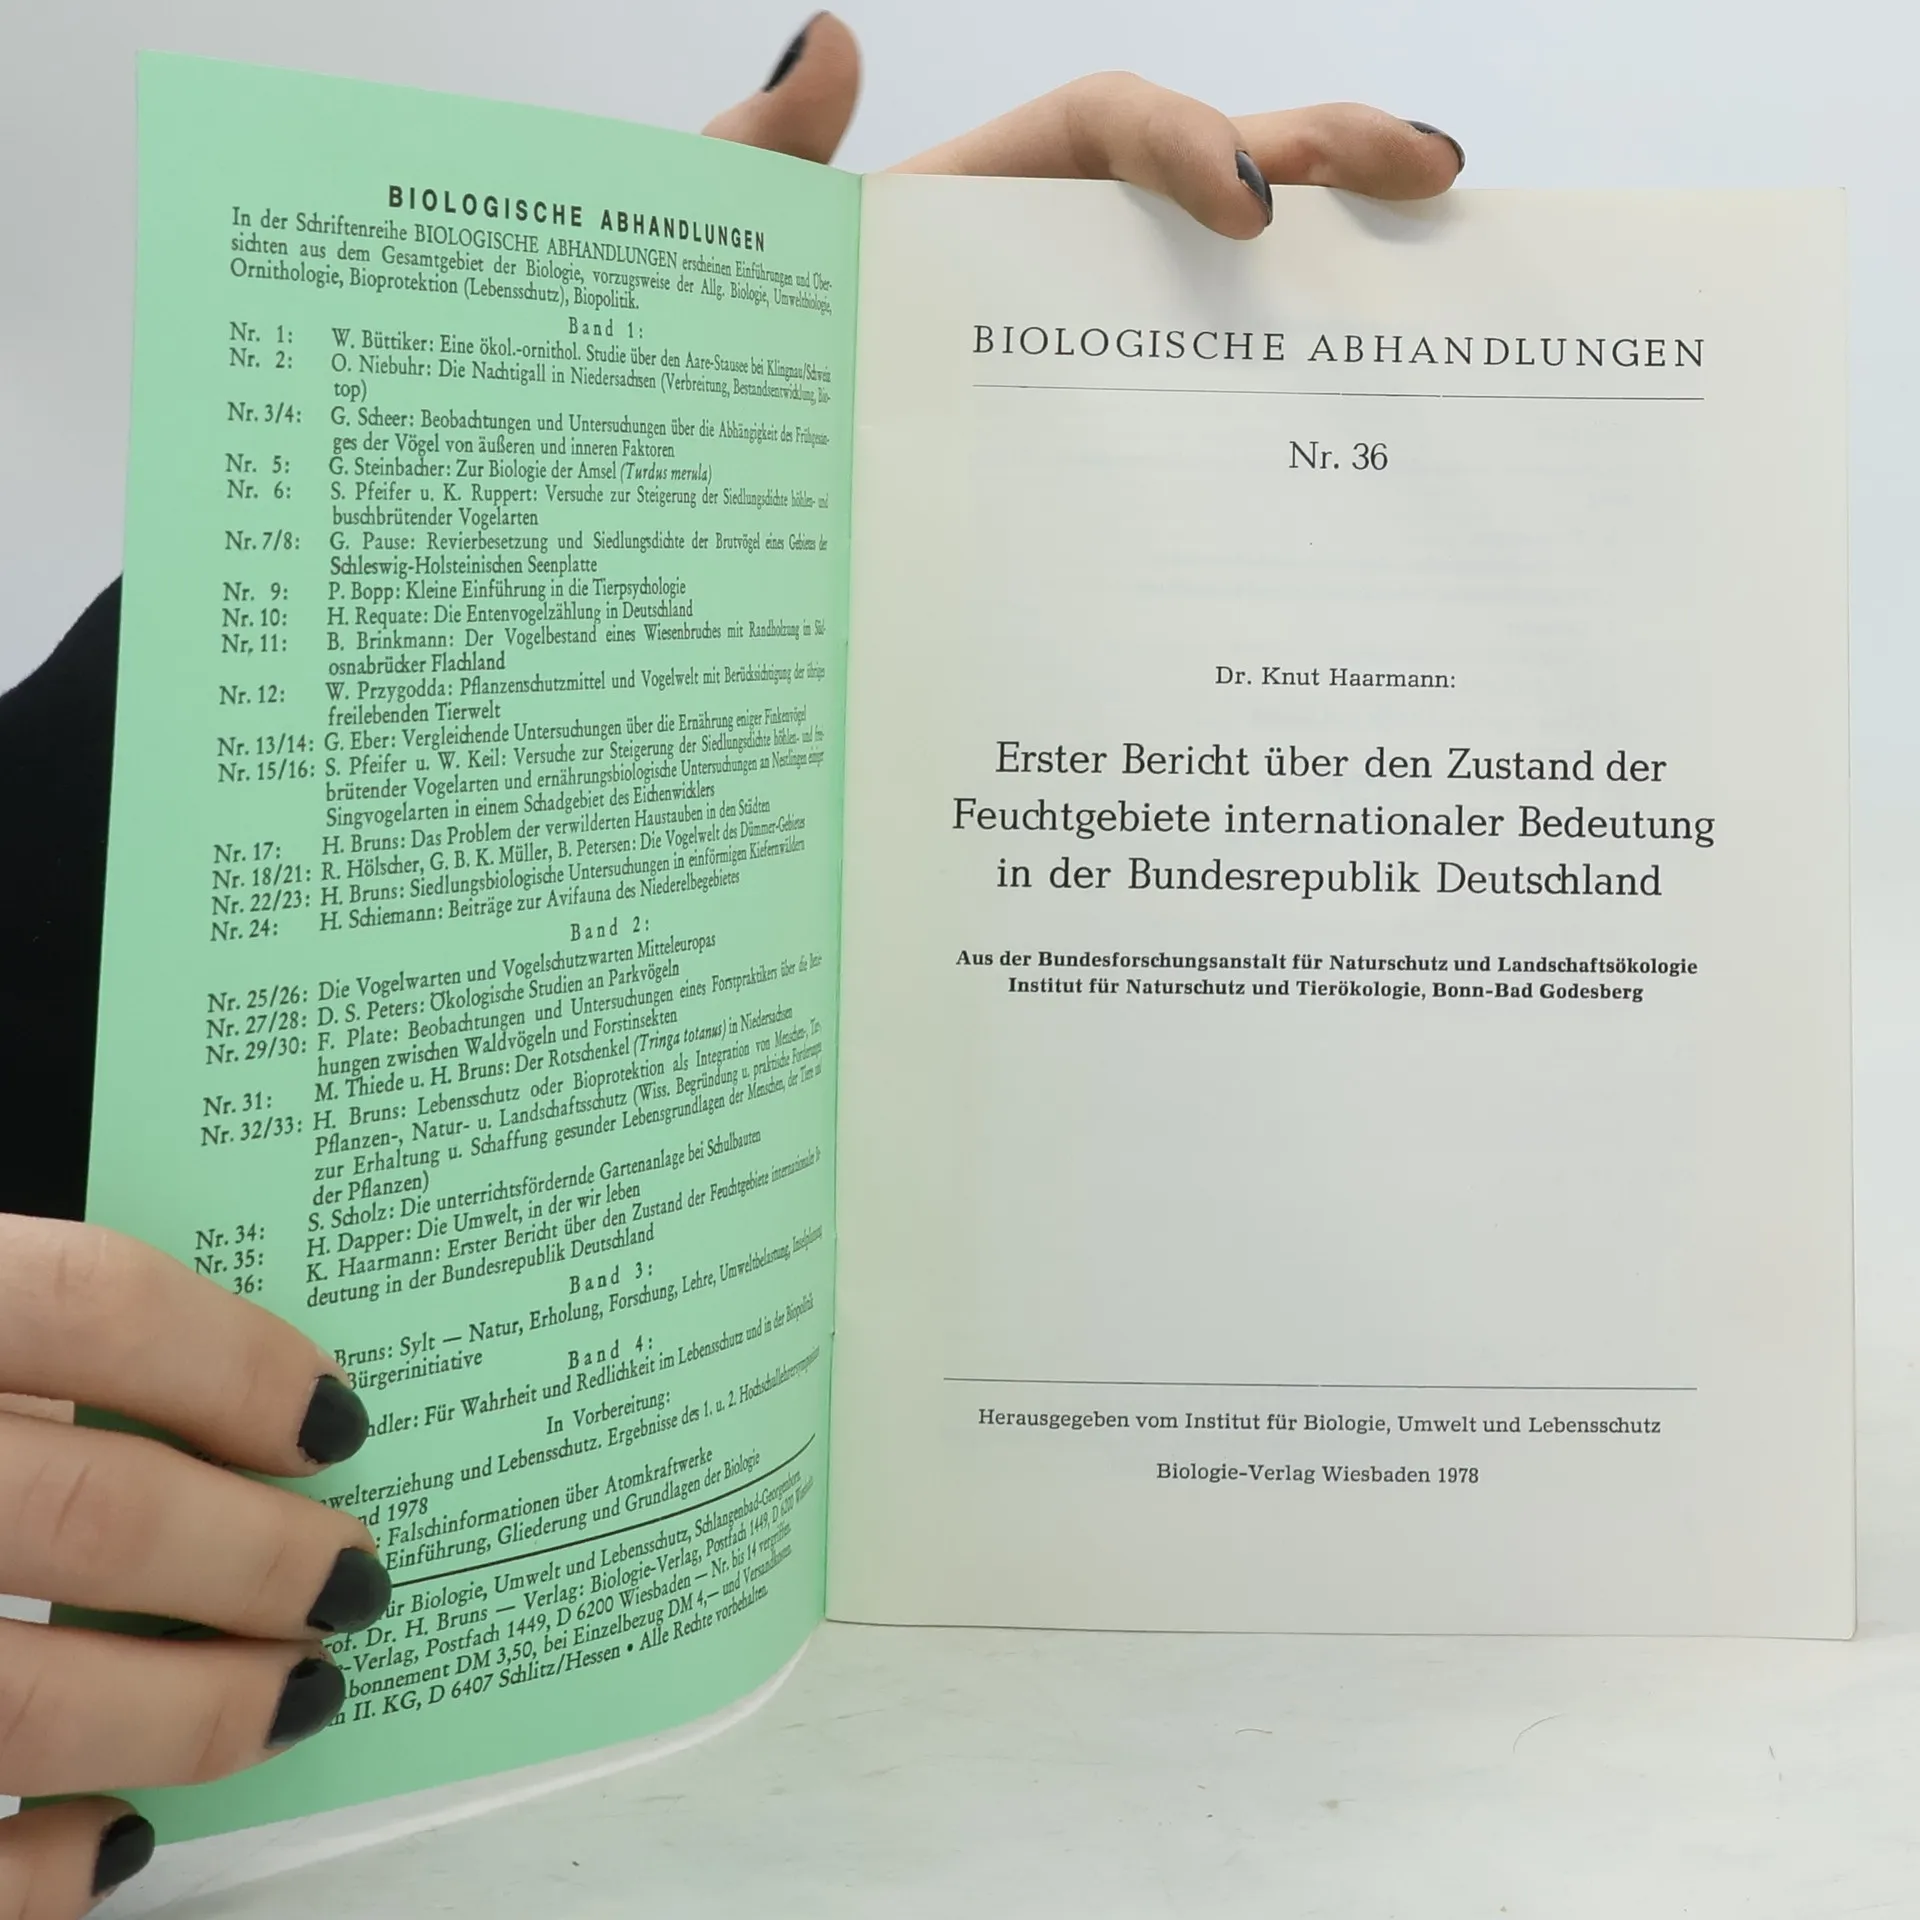 BIOLOGISCHE ABHANDLUNGEN
In der Schriftenreihe BIOLOGISCHE ABHANDLUNGEN erscheinen Einführungen und Über-
sichten aus dem Gesamtgebiet der Biologie, vorzugsweise der Allg. Biologie, Umweltbiologie,
Ornithologie, Bioprotektion (Lebensschutz), Biopolitik.
Band 1:
Nr. 1: W. Büttiker: Eine ökol.-ornithol. Studie über den Aare-Stausee bei Klingnau/Schweiz
Nr. 2: O. Niebuhr: Die Nachtigall in Niedersachsen (Verbreitung, Bestandsentwicklung, Bio-
top)
Nr. 3/4: G. Scheer: Beobachtungen und Untersuchungen über die Abhängigkeit des Frühgesan-
ges der Vögel von äußeren und inneren Faktoren
Nr. 5: G. Steinbacher: Zur Biologie der Amsel (Turdus merula)
Nr. 6: S. Pfeifer u. K. Ruppert: Versuche zur Steigerung der Siedlungsdichte höhlen- und
buschbrütender Vogelarten
Nr. 7/8: G. Pause: Revierbesetzung und Siedlungsdichte der Brutvögel eines Gebietes der
Schleswig-Holsteinischen Seenplatte
Nr. 9: P. Bopp: Kleine Einführung in die Tierpsychologie
Nr. 10: H. Requate: Die Entenvogelzählung in Deutschland
Nr. 11: B. Brinkmann: Der Vogelbestand eines Wiesenbruches mit Randholzung im Süd-
osnabrücker Flachland
Nr. 12: W. Przygodda: Pflanzenschutzmittel und Vogelwelt mit Berücksichtigung der übrigen
freilebenden Tierwelt
Nr. 13/14: G. Eber: Vergleichende Untersuchungen über die Ernährung eniger Finkenvögel
Nr. 15/16: S. Pfeifer u. W. Keil: Versuche zur Steigerung der Siedlungsdichte höhlen- und frei-
brütender Vogelarten und ernährungsbiologische Untersuchungen an Nestlingen einiger
Singvogelarten in einem Schadgebiet des Eichenwicklers
Nr. 17: H. Bruns: Das Problem der verwilderten Haustauben in den Städten
Nr. 18/21: R. Hölscher, G. B. K. Müller, B. Petersen: Die Vogelwelt des Dümmer-Gebietes
Nr. 22/23: H. Bruns: Siedlungsbiologische Untersuchungen in einförmigen Kiefernwäldern
Nr. 24: H. Schiemann: Beiträge zur Avifauna des Niederelbegebietes
Band 2:
Nr. 25/26: Die Vogelwarten und Vogelschutzwarten Mitteleuropas
Nr. 27/28: D. S. Peters: Ökologische Studien an Parkvögeln
Nr. 29/30: F. Plate: Beobachtungen und Untersuchungen eines Forstpraktikers über die Bezie-
hungen zwischen Waldvögeln und Forstinsekten
Nr. 31: M. Thiede u. H. Bruns: Der Rotschenkel (Tringa totanus) in Niedersachsen
Nr. 32/33: H. Bruns: Lebensschutz oder Bioprotektion als Integration von Menschen-, Tier-,
Pflanzen-, Natur- u. Landschaftsschutz (Wiss. Begründung u. praktische Forderungen
zur Erhaltung u. Schaffung gesunder Lebensgrundlagen der Menschen, der Tiere und
der Pflanzen)
Nr. 34: S. Scholz: Die unterrichtsfördernde Gartenanlage bei Schulbauten
Nr. 35: H. Dapper: Die Umwelt, in der wir leben
36: K. Haarmann: Erster Bericht über den Zustand der Feuchtgebiete internationaler Be-
deutung in der Bundesrepublik Deutschland
Band 3:
Bruns: Sylt — Natur, Erholung, Forschung, Lehre, Umweltbelastung, Inselplanung,
Bürgerinitiative
Band 4:
ndler: Für Wahrheit und Redlichkeit im Lebensschutz und in der Biopolitik
In Vorbereitung:
welterziehung und Lebensschutz. Ergebnisse des 1. u. 2. Hochschullehrersymposium
nd 1978
: Falschinformationen über Atomkraftwerke
Einführung, Gliederung und Grundlagen der Biologie
ür Biologie, Umwelt und Lebensschutz, Schlangenbad-Georgenborn
rof. Dr. H. Bruns — Verlag: Biologie-Verlag, Postfach 1449, D 6200 Wiesbaden
-Verlag, Postfach 1449, D 6200 Wiesbaden — Nr. bis 14 vergriffen.
bonnement DM 3,50, bei Einzelbezug DM 4,— und Versandkosten.
n II. KG, D 6407 Schlitz/Hessen • Alle Rechte vorbehalten.
BIOLOGISCHE ABHANDLUNGEN
Nr. 36
Dr. Knut Haarmann:
Erster Bericht über den Zustand der
Feuchtgebiete internationaler Bedeutung
in der Bundesrepublik Deutschland
Aus der Bundesforschungsanstalt für Naturschutz und Landschaftsökologie
Institut für Naturschutz und Tierökologie, Bonn-Bad Godesberg
Herausgegeben vom Institut für Biologie, Umwelt und Lebensschutz
Biologie-Verlag Wiesbaden 1978